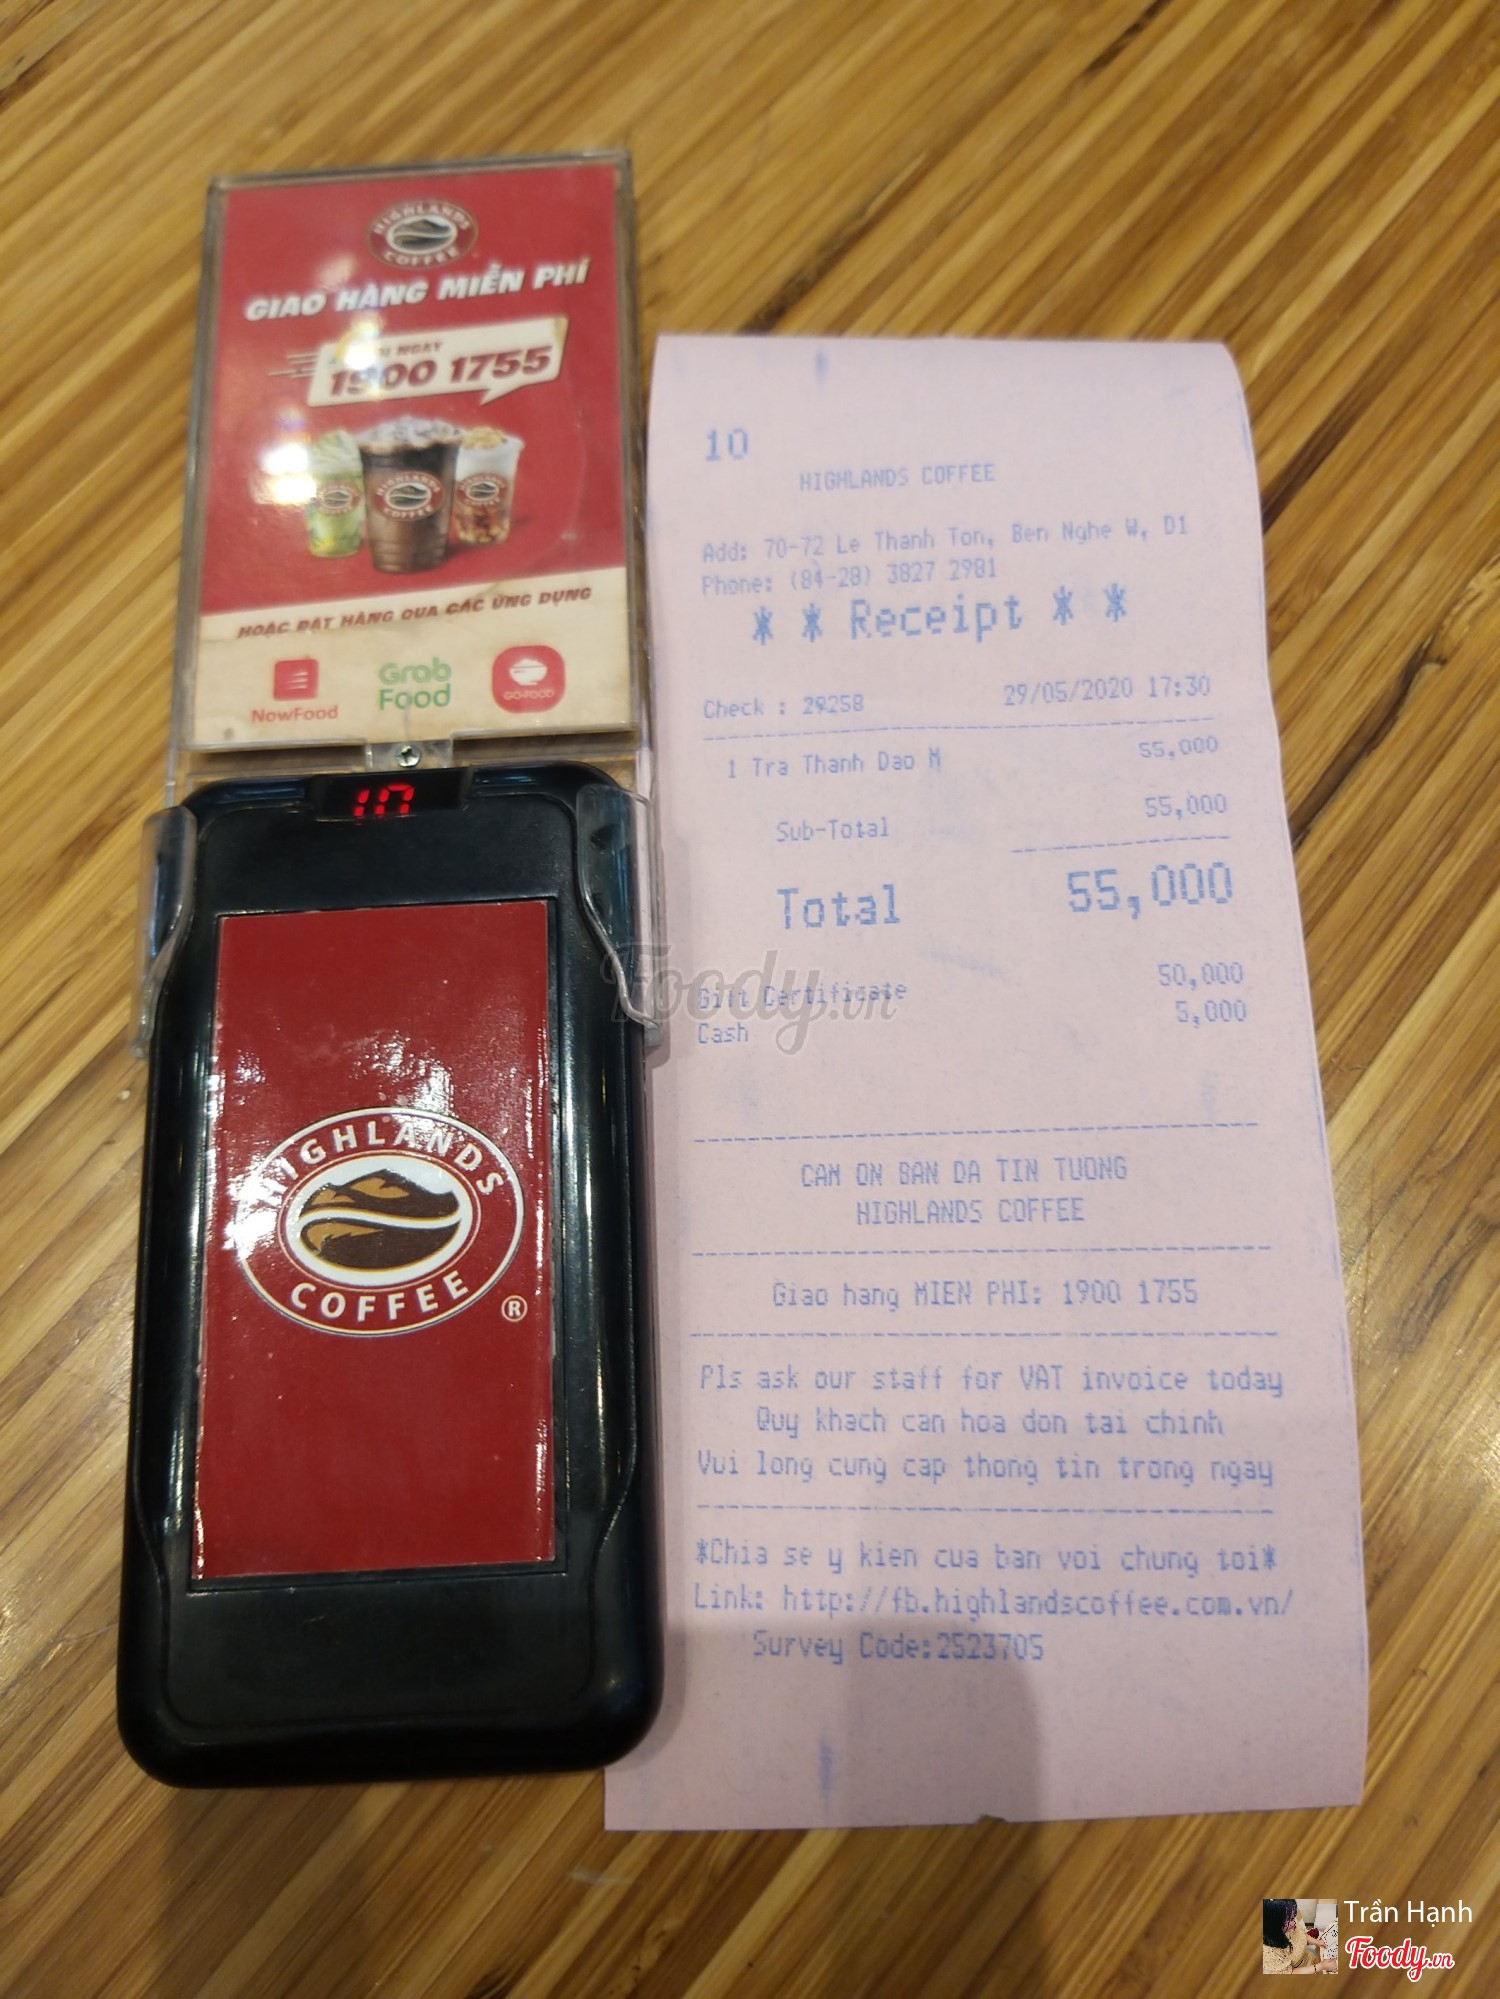 HIGHLANDS
COFFEE
GIAO HÀNG MIỄN PHÍ
NGAY
1900 1755
HIGHLANDS
COFFEE
HOẶC ĐẶT HÀNG QUA CÁC ỨNG DỤNG
NowFood
Grab
Food
GO-FOOD
10
HIGHLANDS
COFFEE
®
10
HIGHLANDS COFFEE
Add: 70-72 Le Thanh Ton, Ben Nghe W, D1
Phone: (84-28) 3827 2981
* * Receipt * *
Check : 29258 29/05/2020 17:30
1 Tra Thanh Dao M 55,000
Sub-Total 55,000
Total 55,000
Gift Certificate 50,000
Cash 5,000
CAM ON BAN DA TIN TUONG
HIGHLANDS COFFEE
Giao hang MIEN PHI: 1900 1755
Pls ask our staff for VAT invoice today
Quy khach can hoa don tai chinh
Vui long cung cap thong tin trong ngay
*Chia se y kien cua ban voi chung toi*
Link: http://fb.highlandscoffee.com.vn/
Survey Code:2523705
Foody.vn
Trần Hạnh
Foody.vn